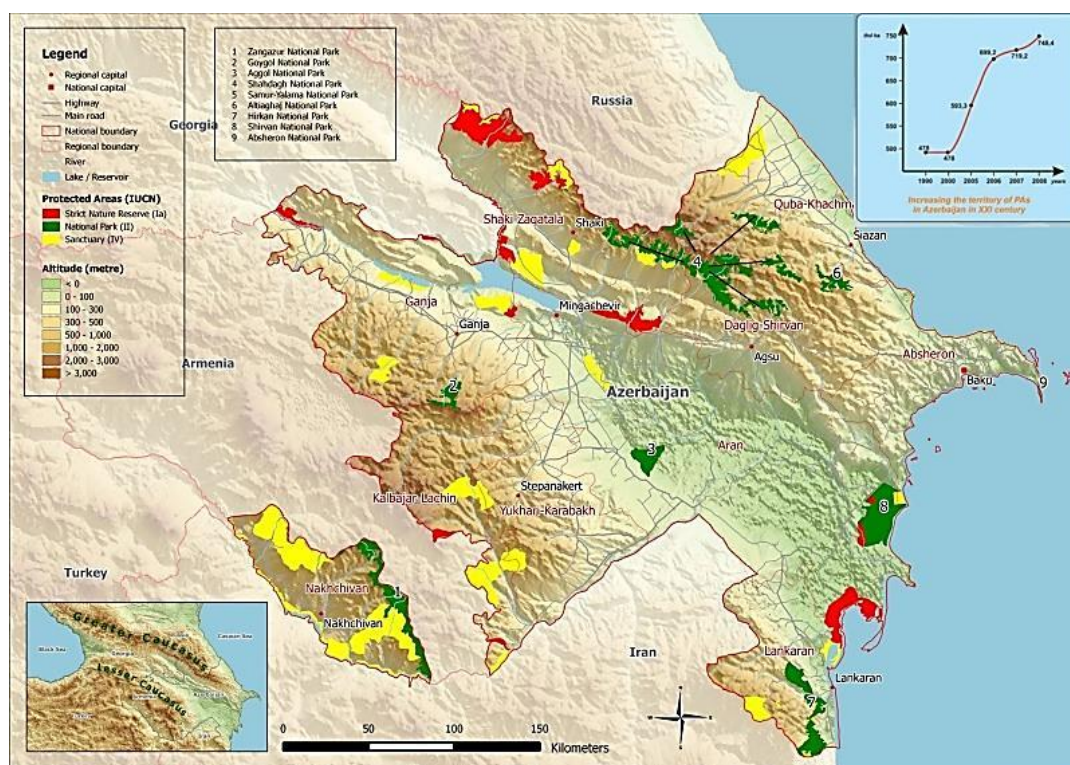 Legend
Regional capital
National capital
Highway
Main road
National boundary
Regional boundary
River
Lake / Reservoir
Protected Areas (IUCN)
Strict Nature Reserve (Ia)
National Park (II)
Sanctuary (IV)
Altitude (metre)
< 0
0 - 100
100 - 300
300 - 500
500 - 1,000
1,000 - 2,000
2,000 - 3,000
> 3,000
1 Zangazur National Park
2 Goygol National Park
3 Aggol National Park
4 Shahdagh National Park
5 Samur-Yalama National Park
6 Altiaghaj National Park
7 Hirkan National Park
8 Shirvan National Park
9 Absheron National Park
thsd ha
750
700
650
600
550
500
478
478
593,3
699,2
719,2
748,4
1990 2000 2005 2006 2007 2008 years
Increasing the territory of PAs
in Azerbaijan in XXI century
Russia
Georgia
Armenia
Turkey
Iran
Azerbaijan
Quba-Khachm
Siazan
Shaki Zaqatala
Shaki
4
6
Ganja
Ganja
Mingachevir
Daglig-Shirvan
Agsu
Absheron
Baku
9
2
3
Aran
Stepanakert
Kalbajar-Lachin
Yukhari-Karabakh
8
1
Nakhchivan
Nakhchivan
Lankaran
Lankaran
7
Greater Caucasus
Lesser Caucasus
Black Sea
Georgia
0 50 100 150
Kilometers